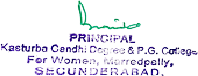 PRINCIPAL
Kasturba Gandhi Degree & P.G. College
For Women, Marredpally,
SECUNDERABAD.